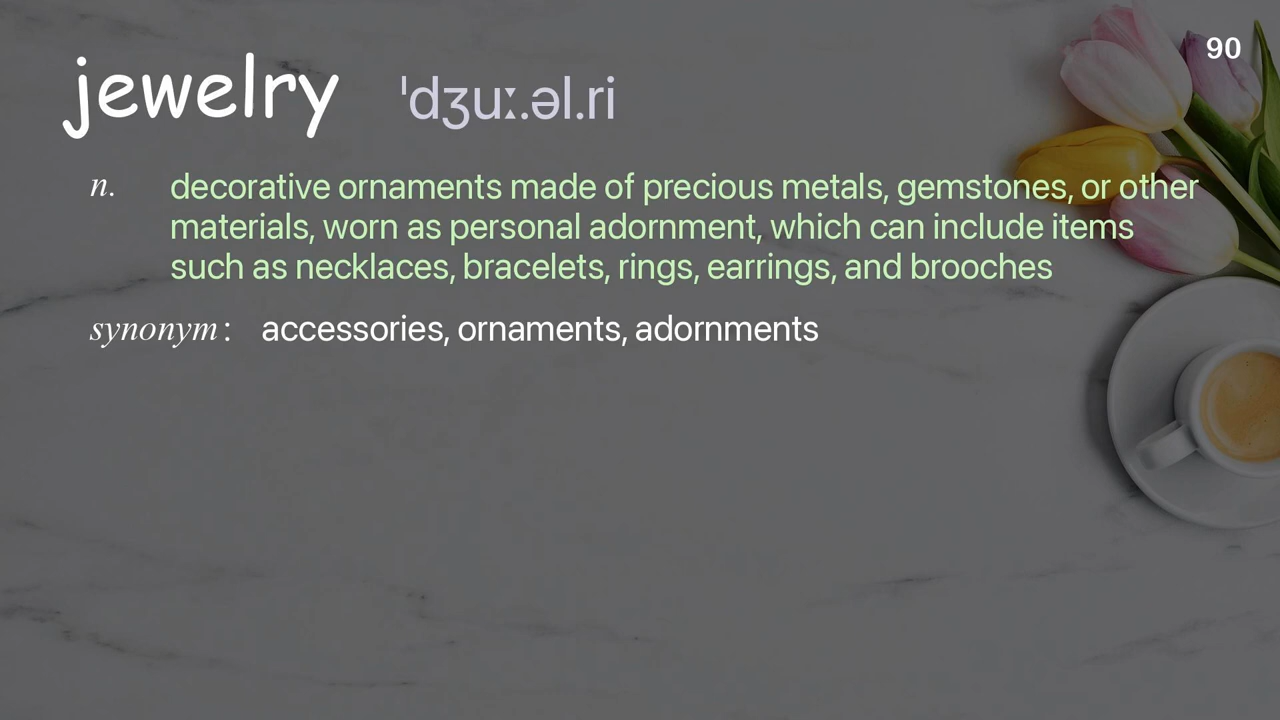 90
jewelry ˈdʒuː.əl.ri
n. decorative ornaments made of precious metals, gemstones, or other
materials, worn as personal adornment, which can include items
such as necklaces, bracelets, rings, earrings, and brooches
synonym: accessories, ornaments, adornments